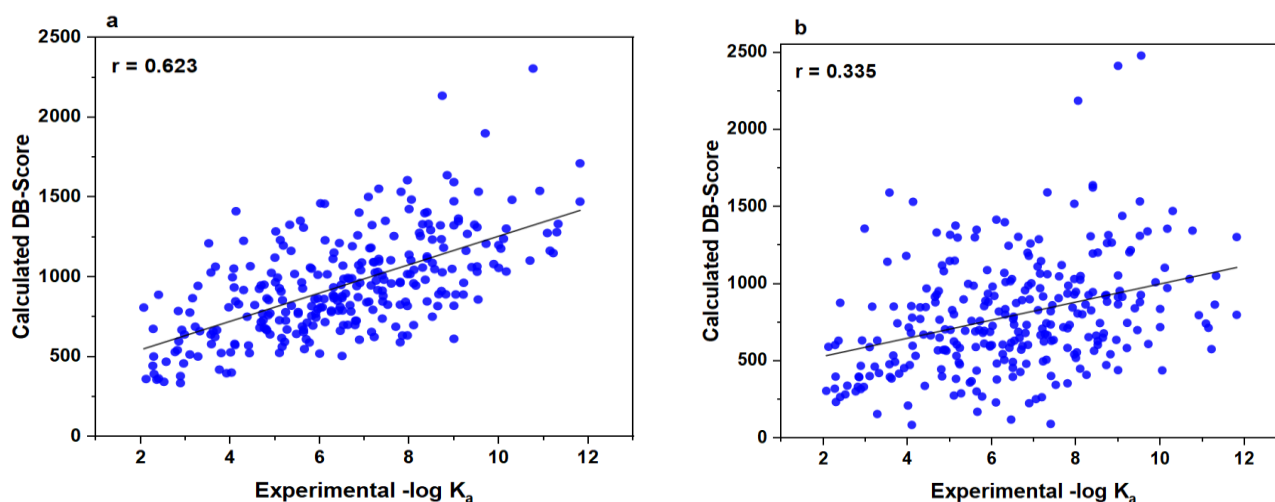 a
r = 0.623
Calculated DB-Score
2500
2000
1500
1000
500
0
2 4 6 8 10 12
Experimental -log Kₐ
b
r = 0.335
Calculated DB-Score
2500
2000
1500
1000
500
0
2 4 6 8 10 12
Experimental -log Kₐ